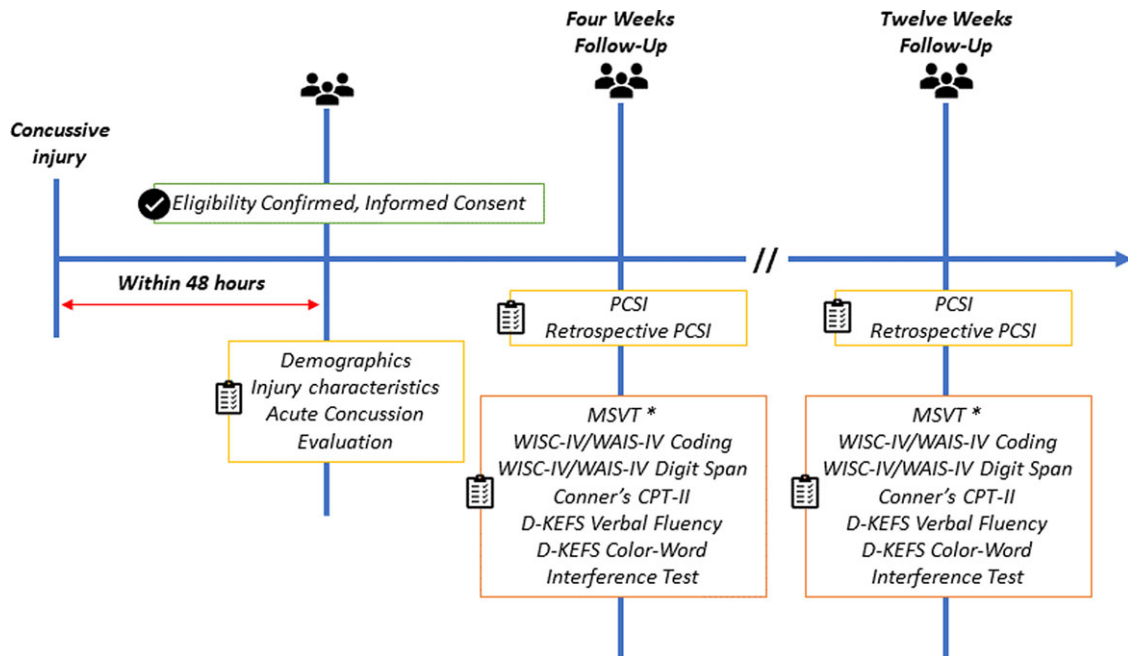 Four Weeks
Follow-Up
Twelve Weeks
Follow-Up
Concussive
injury
Eligibility Confirmed, Informed Consent
//
Within 48 hours
Demographics
Injury characteristics
Acute Concussion
Evaluation
PCSI
Retrospective PCSI
MSVT *
WISC-IV/WAIS-IV Coding
WISC-IV/WAIS-IV Digit Span
Conner's CPT-II
D-KEFS Verbal Fluency
D-KEFS Color-Word
Interference Test
PCSI
Retrospective PCSI
MSVT *
WISC-IV/WAIS-IV Coding
WISC-IV/WAIS-IV Digit Span
Conner's CPT-II
D-KEFS Verbal Fluency
D-KEFS Color-Word
Interference Test